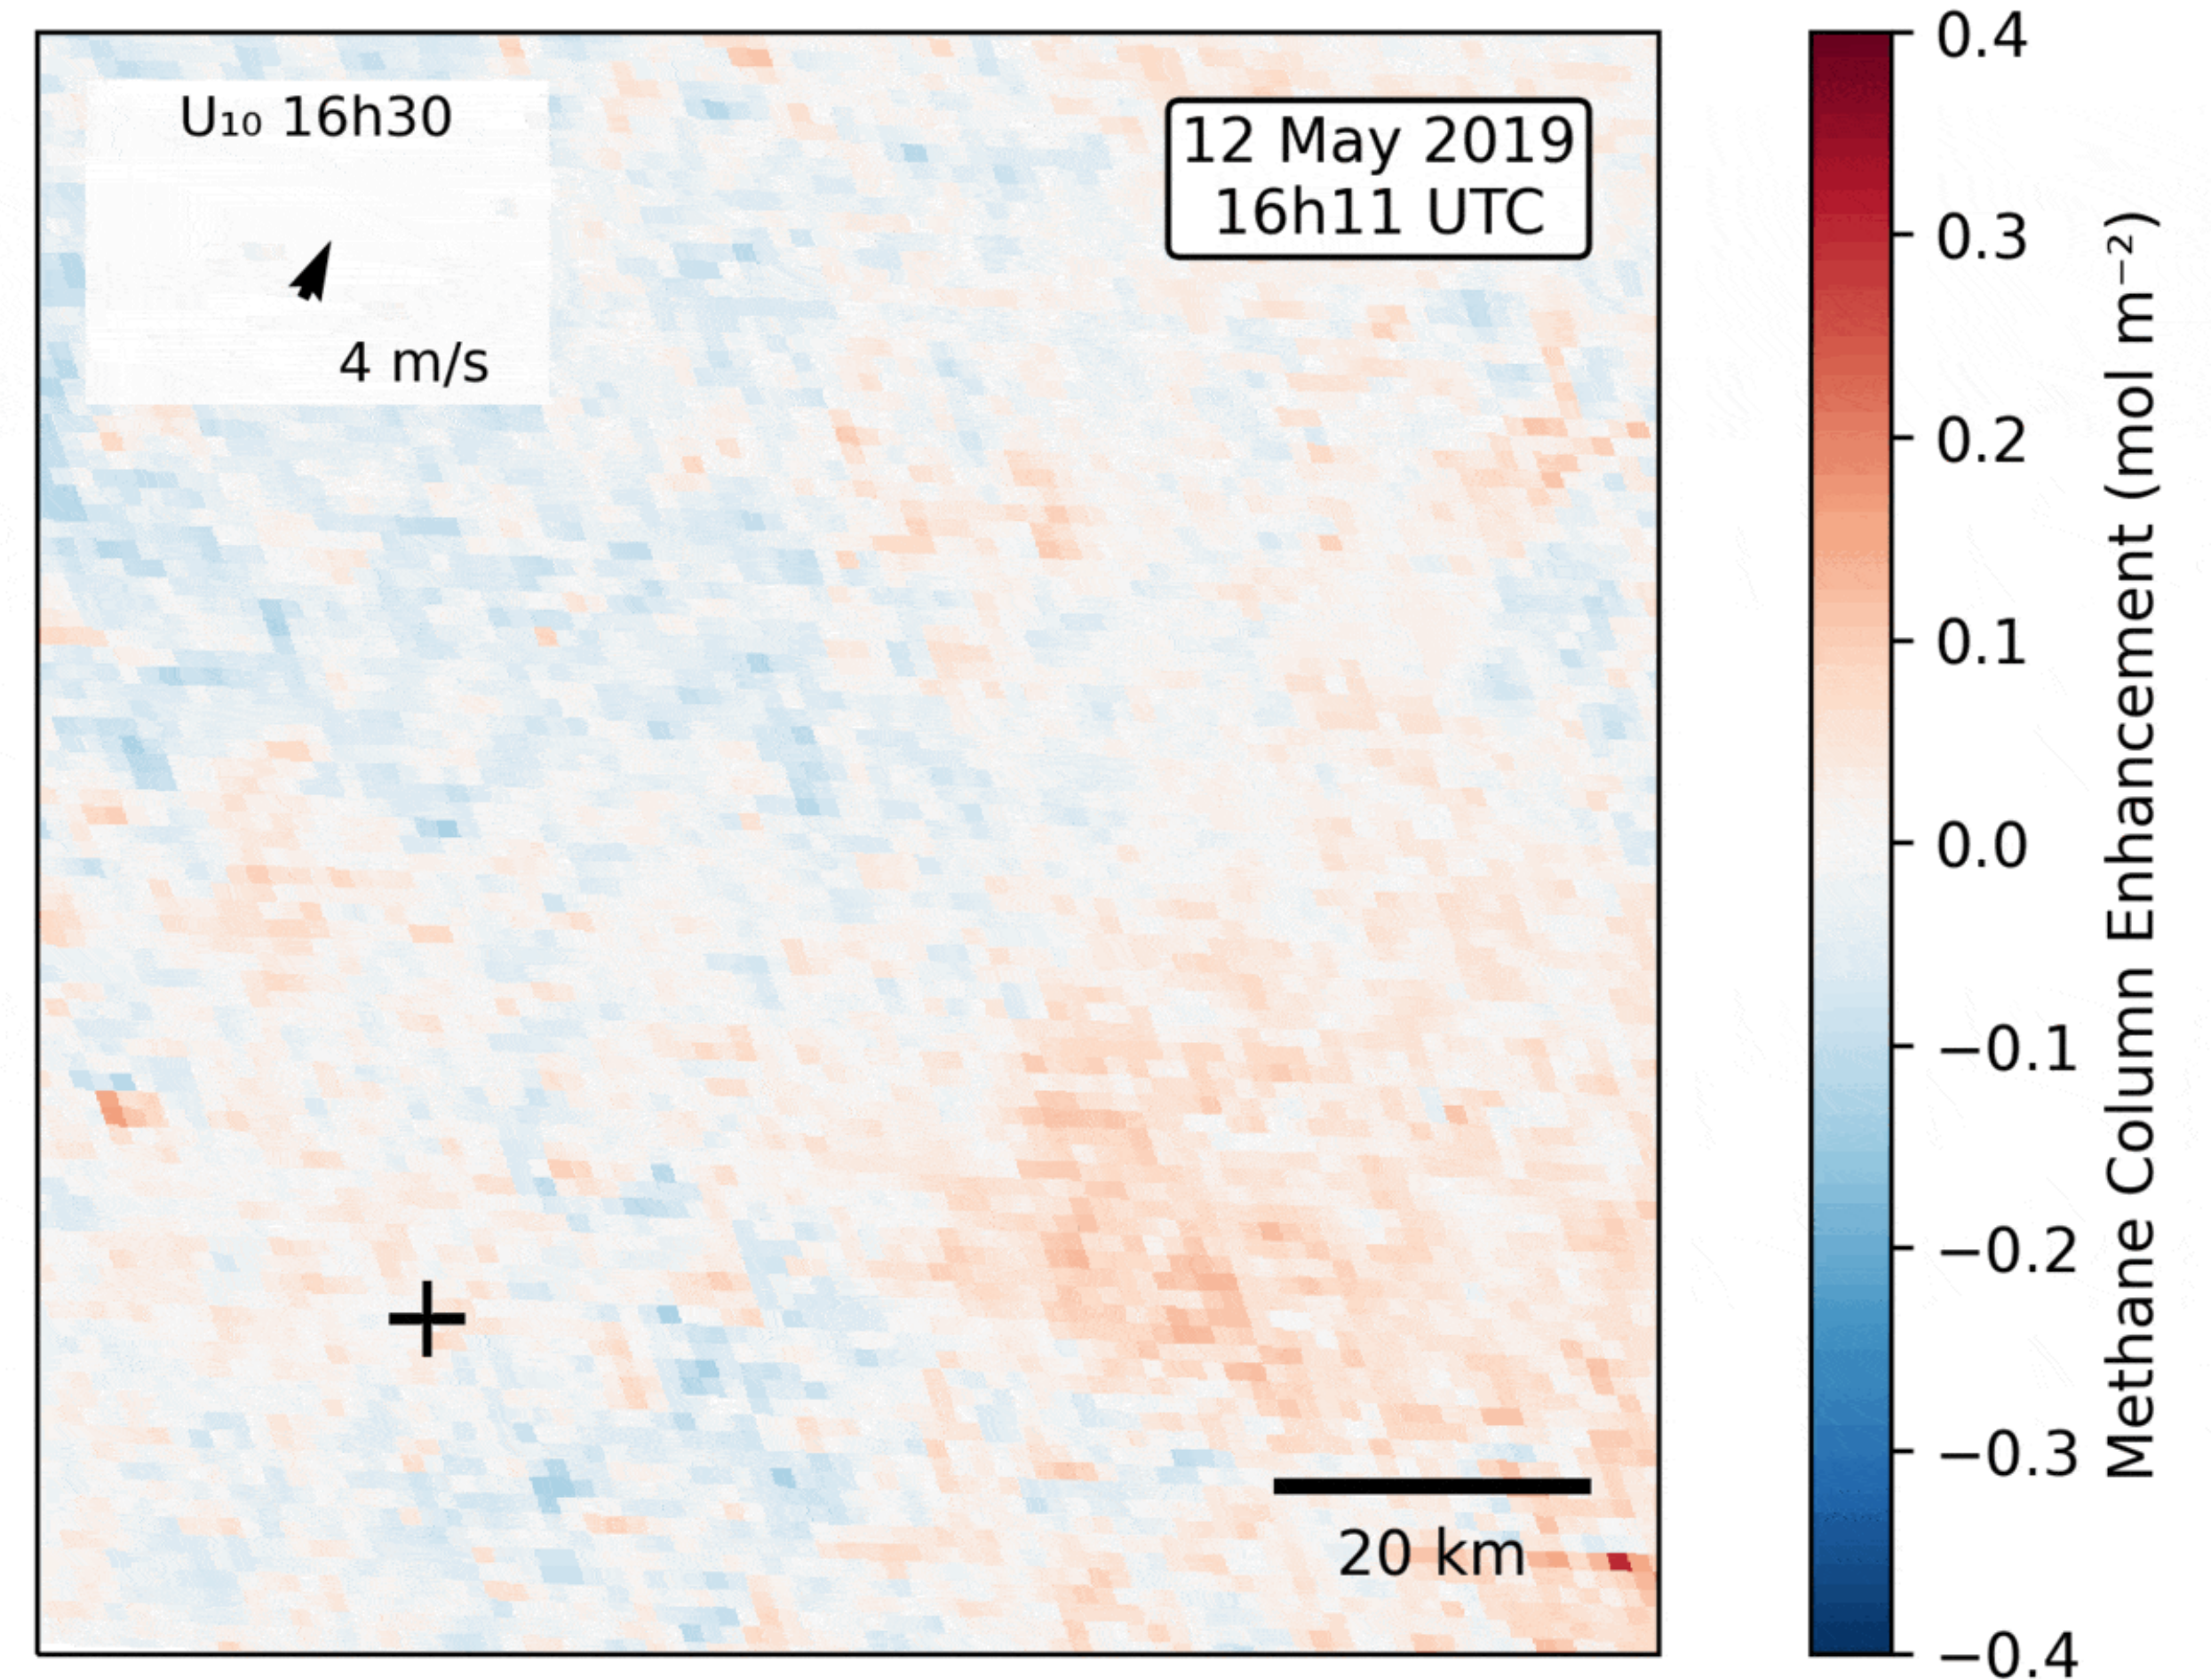 U₁₀ 16h30
4 m/s
12 May 2019
16h11 UTC
20 km
0.4
0.3
0.2
0.1
0.0
−0.1
−0.2
−0.3
−0.4
Methane Column Enhancement (mol m⁻²)